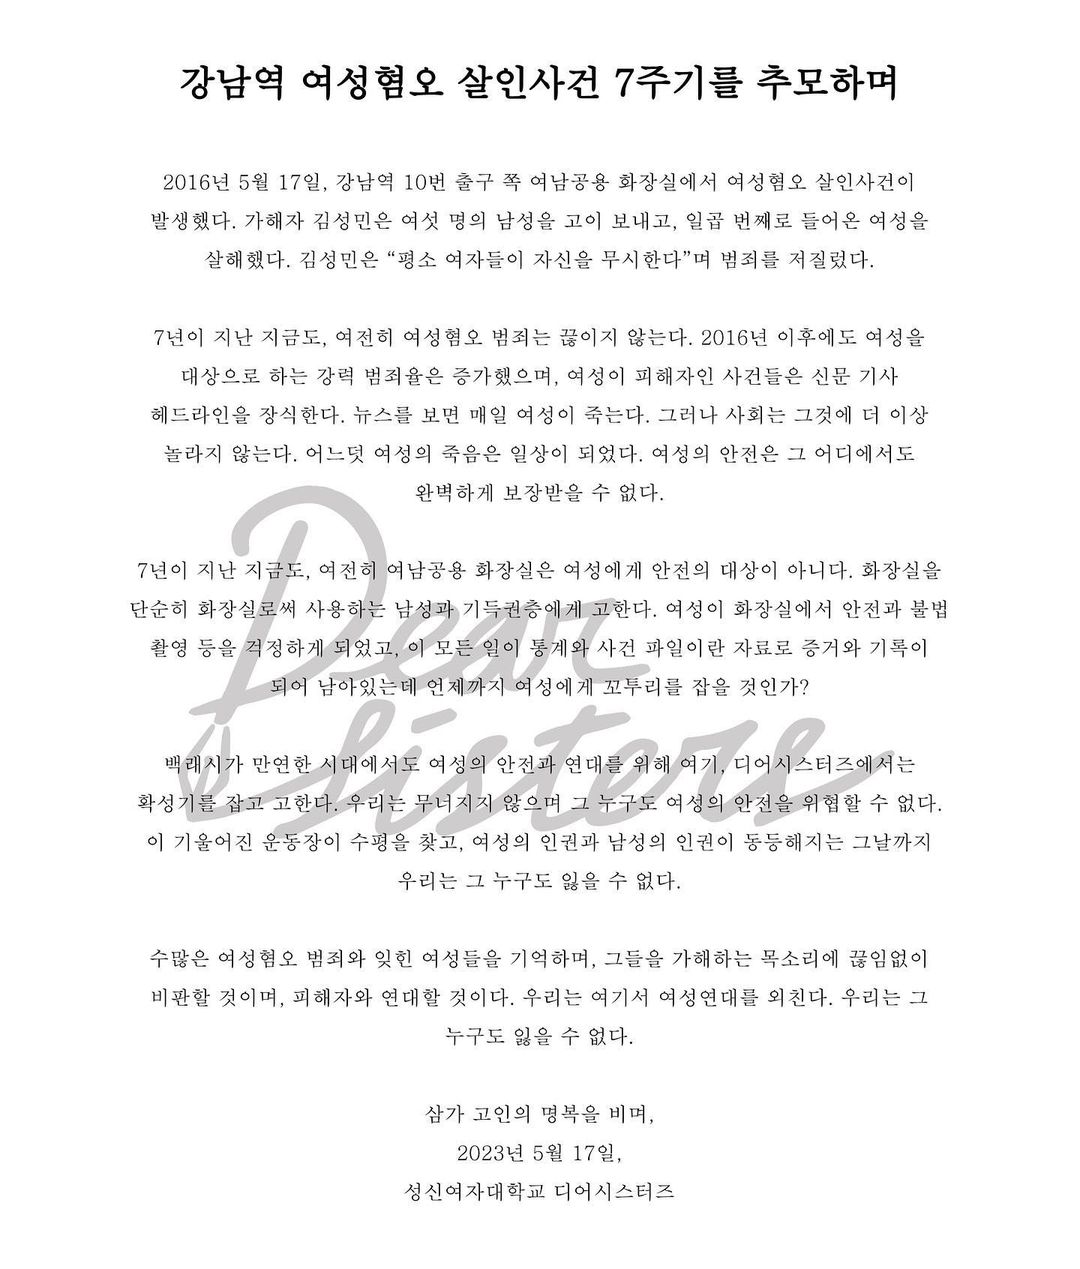 강남역 여성혐오 살인사건 7주기를 추모하며
2016년 5월 17일, 강남역 10번 출구 쪽 여남공용 화장실에서 여성혐오 살인사건이
발생했다. 가해자 김성민은 여섯 명의 남성을 고이 보내고, 일곱 번째로 들어온 여성을
살해했다. 김성민은 “평소 여자들이 자신을 무시한다”며 범죄를 저질렀다.
7년이 지난 지금도, 여전히 여성혐오 범죄는 끊이지 않는다. 2016년 이후에도 여성을
대상으로 하는 강력 범죄율은 증가했으며, 여성이 피해자인 사건들은 신문 기사
헤드라인을 장식한다. 뉴스를 보면 매일 여성이 죽는다. 그러나 사회는 그것에 더 이상
놀라지 않는다. 어느덧 여성의 죽음은 일상이 되었다. 여성의 안전은 그 어디에서도
완벽하게 보장받을 수 없다.
7년이 지난 지금도, 여전히 여남공용 화장실은 여성에게 안전의 대상이 아니다. 화장실을
단순히 화장실로써 사용하는 남성과 기득권층에게 고한다. 여성이 화장실에서 안전과 불법
촬영 등을 걱정하게 되었고, 이 모든 일이 통계와 사건 파일이란 자료로 증거와 기록이
되어 남아있는데 언제까지 여성에게 꼬투리를 잡을 것인가?
백래시가 만연한 시대에서도 여성의 안전과 연대를 위해 여기, 디어시스터즈에서는
확성기를 잡고 고한다. 우리는 무너지지 않으며 그 누구도 여성의 안전을 위협할 수 없다.
이 기울어진 운동장이 수평을 찾고, 여성의 인권과 남성의 인권이 동등해지는 그날까지
우리는 그 누구도 잃을 수 없다.
수많은 여성혐오 범죄와 잊힌 여성들을 기억하며, 그들을 가해하는 목소리에 끊임없이
비판할 것이며, 피해자와 연대할 것이다. 우리는 여기서 여성연대를 외친다. 우리는 그
누구도 잃을 수 없다.
삼가 고인의 명복을 비며,
2023년 5월 17일,
성신여자대학교 디어시스터즈
Dear
sisters